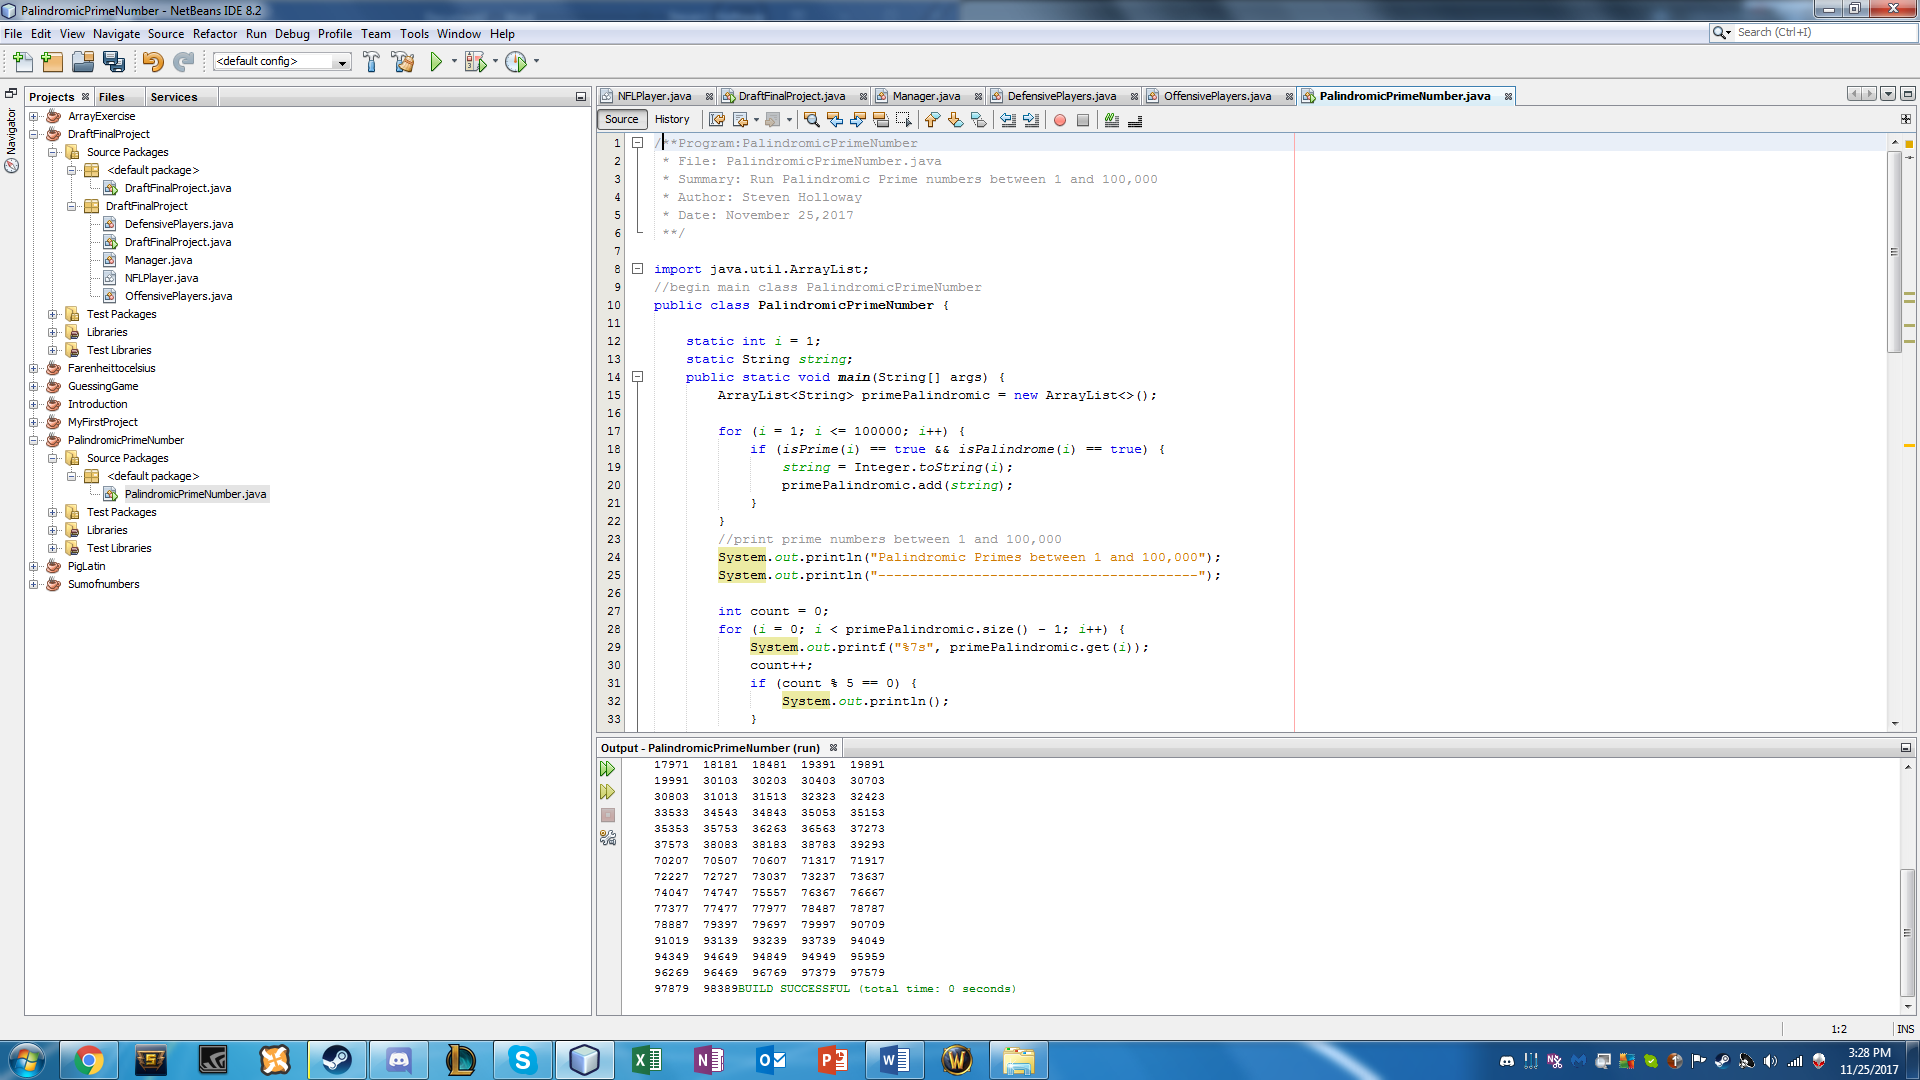 PalindromicPrimeNumber - NetBeans IDE 8.2
File Edit View Navigate Source Refactor Run Debug Profile Team Tools Window Help
Search (Ctrl+I)
<default config>
Projects Files Services
Navigator
ArrayExercise
DraftFinalProject
Source Packages
<default package>
DraftFinalProject.java
DraftFinalProject
DefensivePlayers.java
DraftFinalProject.java
Manager.java
NFLPlayer.java
OffensivePlayers.java
Test Packages
Libraries
Test Libraries
Farenheittocelsius
GuessingGame
Introduction
MyFirstProject
PalindromicPrimeNumber
Source Packages
<default package>
PalindromicPrimeNumber.java
Test Packages
Libraries
Test Libraries
PigLatin
Sumofnumbers
NFLPlayer.java DraftFinalProject.java Manager.java DefensivePlayers.java OffensivePlayers.java PalindromicPrimeNumber.java
Source History
1 /**Program:PalindromicPrimeNumber
2 * File: PalindromicPrimeNumber.java
3 * Summary: Run Palindromic Prime numbers between 1 and 100,000
4 * Author: Steven Holloway
5 * Date: November 25,2017
6 **/
7
8 import java.util.ArrayList;
9 //begin main class PalindromicPrimeNumber
10 public class PalindromicPrimeNumber {
11
12 static int i = 1;
13 static String string;
14 public static void main(String[] args) {
15 ArrayList<String> primePalindromic = new ArrayList<>();
16
17 for (i = 1; i <= 100000; i++) {
18 if (isPrime(i) == true && isPalindrome(i) == true) {
19 string = Integer.toString(i);
20 primePalindromic.add(string);
21 }
22 }
23 //print prime numbers between 1 and 100,000
24 System.out.println("Palindromic Primes between 1 and 100,000");
25 System.out.println("----------------------------------------");
26
27 int count = 0;
28 for (i = 0; i < primePalindromic.size() - 1; i++) {
29 System.out.printf("%7s", primePalindromic.get(i));
30 count++;
31 if (count % 5 == 0) {
32 System.out.println();
33 }
Output - PalindromicPrimeNumber (run)
17971 18181 18481 19391 19891
19991 30103 30203 30403 30703
30803 31013 31513 32323 32423
33533 34543 34843 35053 35153
35353 35753 36263 36563 37273
37573 38083 38183 38783 39293
70207 70507 70607 71317 71917
72227 72727 73037 73237 73637
74047 74747 75557 76367 76667
77377 77477 77977 78487 78787
78887 79397 79697 79997 90709
91019 93139 93239 93739 94049
94349 94649 94849 94949 95959
96269 96469 96769 97379 97579
97879 98389BUILD SUCCESSFUL (total time: 0 seconds)
1:2 INS
3:28 PM
11/25/2017